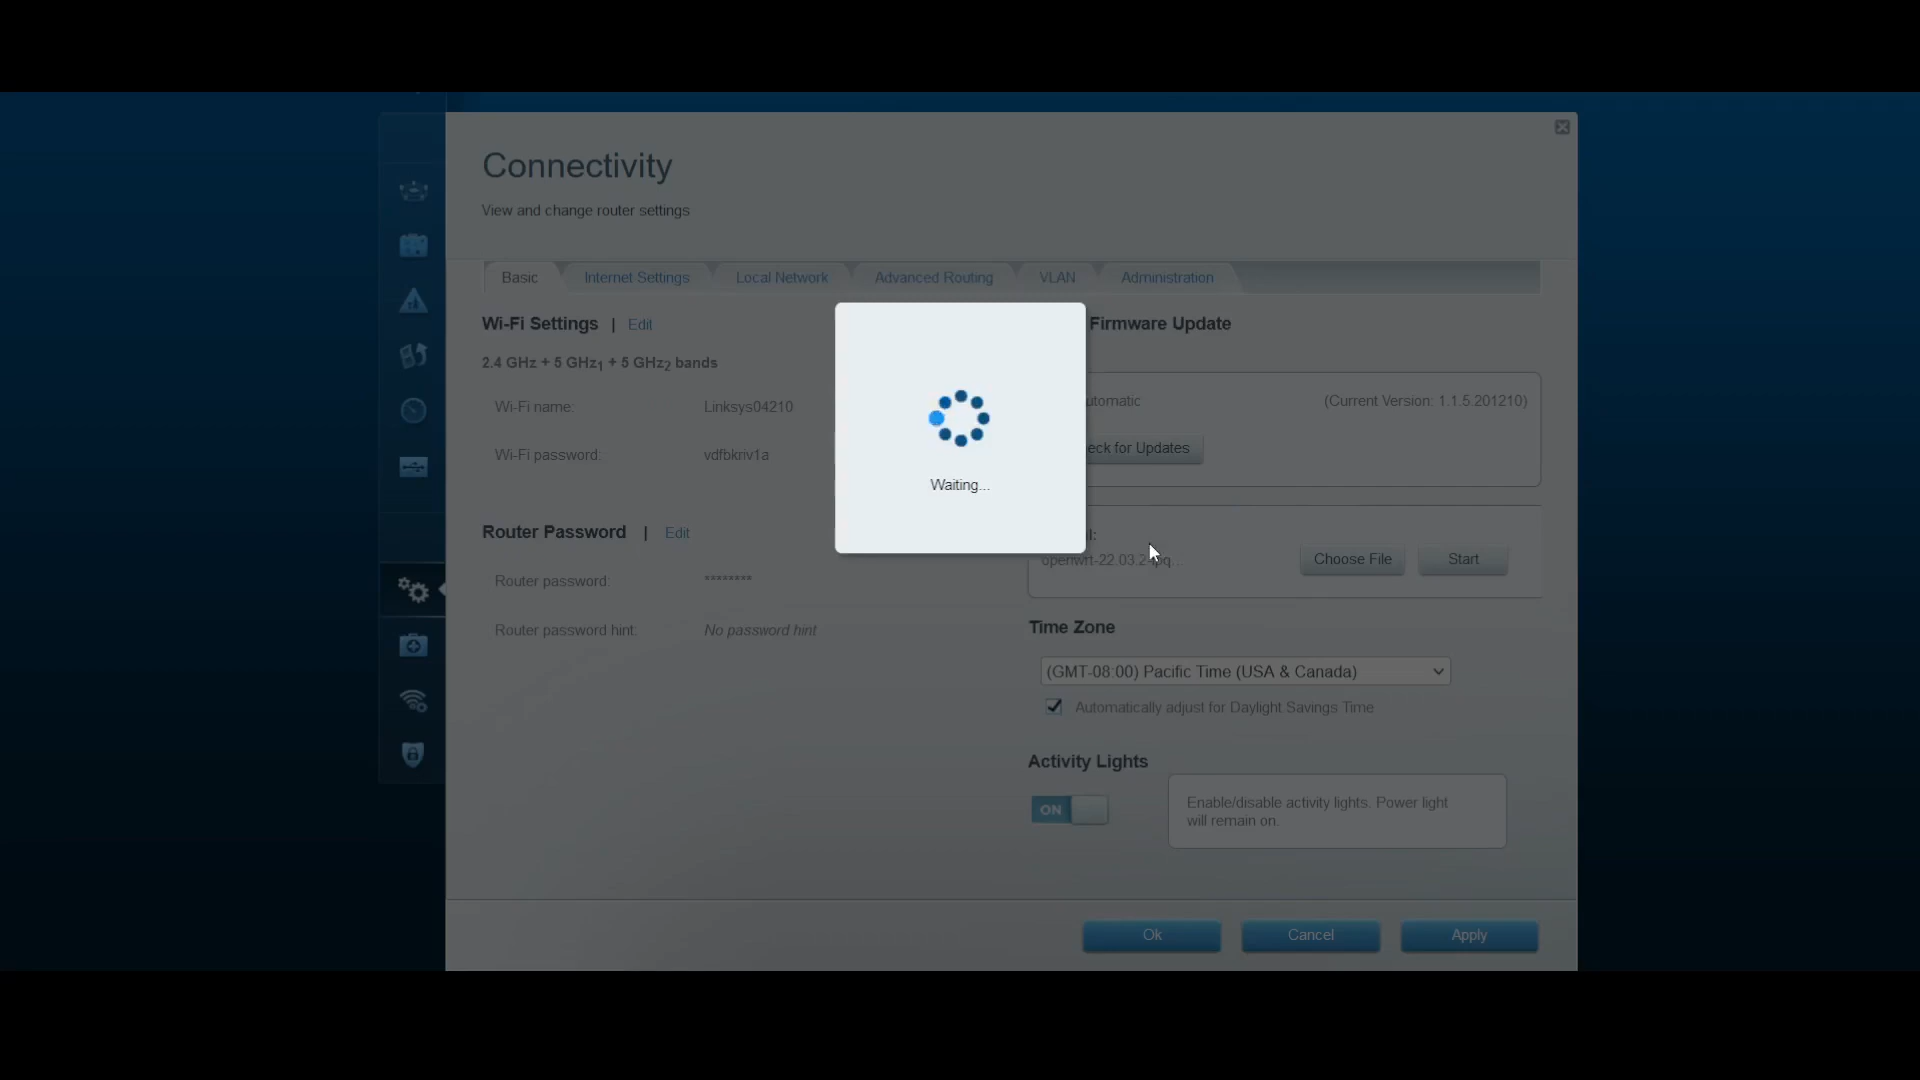 Connectivity
View and change router settings
Basic
Internet Settings
Local Network
Advanced Routing
VLAN
Administration
Wi-Fi Settings | Edit
2.4 GHz + 5 GHz1 + 5 GHz2 bands
Wi-Fi name: Linksys04210
Wi-Fi password: vdfbkriv1a
Router Password | Edit
Router password: ********
Router password hint: No password hint
Waiting...
Firmware Update
utomatic (Current Version: 1.1.5.201210)
eck for Updates
l:
Choose File
Start
Time Zone
(GMT-08:00) Pacific Time (USA & Canada)
Automatically adjust for Daylight Savings Time
Activity Lights
ON
Enable/disable activity lights. Power light
will remain on.
Ok
Cancel
Apply